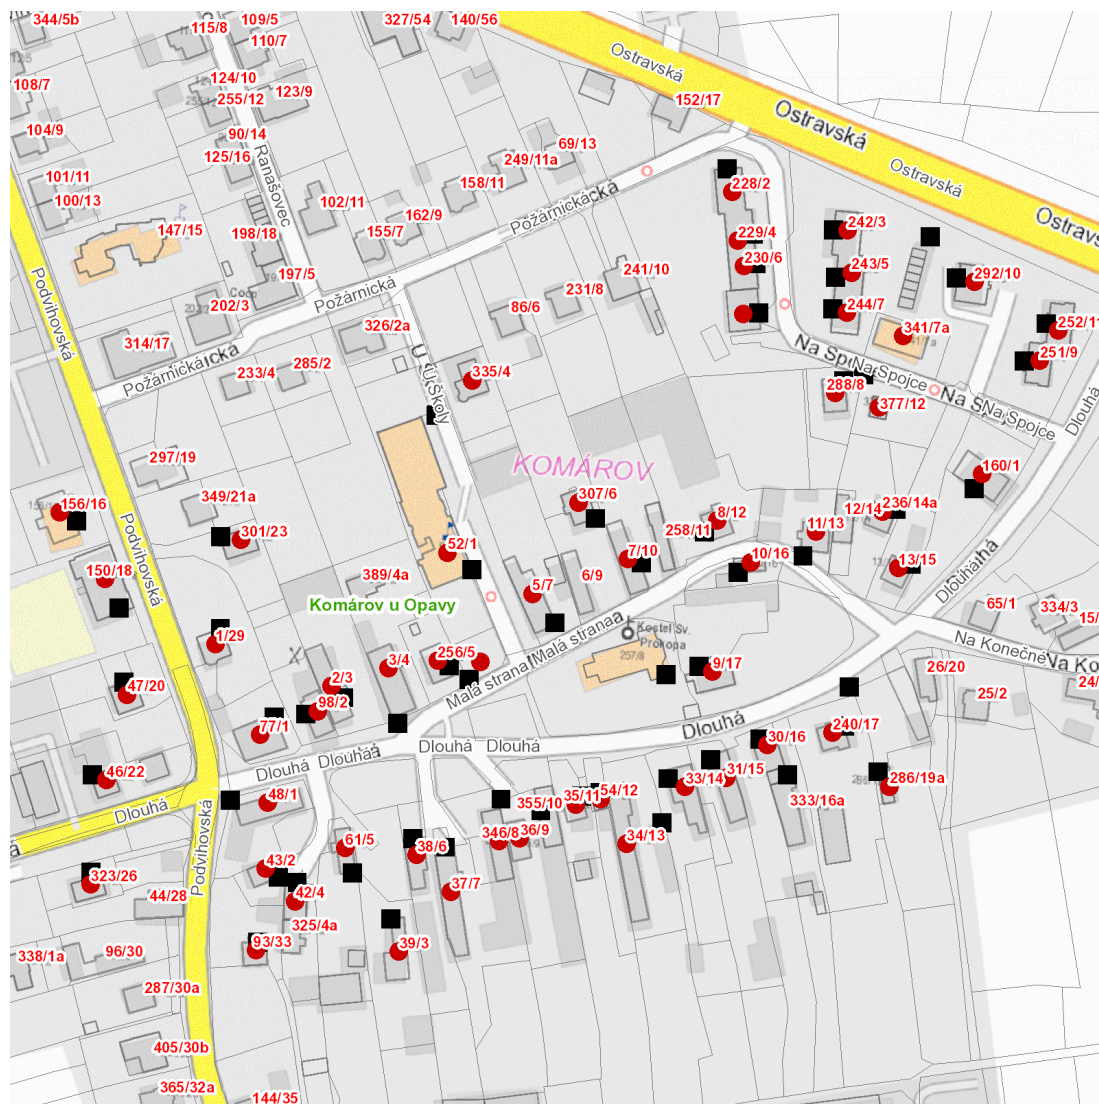 344/5b
109/5
327/54
140/56
115/8
110/7
Ostravská
108/7
124/10
123/9
255/12
152/17
Ostravská
104/9
90/14
69/13
125/16
249/11a
Ostravská
Ranašovec
101/11
158/11
228/2
100/13
102/11
162/9
Požárnická
242/3
Ostravská
147/15
155/7
198/18
229/4
197/5
241/10
230/6
243/5
292/10
Požárnická
231/8
202/3
Coop
86/6
244/7
252/11
Podvihovská
326/2a
314/17
341/7a
Na Spojce
251/9
Požárnická
285/2
233/4
335/4
U Školy
288/8
Na Spojce
377/12
Na Spojce
Dlouhá
297/19
KOMÁROV
160/1
349/21a
307/6
156/16
8/12
12/14
236/14a
258/11
11/13
301/23
Podvihovská
52/1
7/10
10/16
13/15
150/18
389/4a
5/7
6/9
Dlouhá
Komárov u Opavy
65/1
334/3
15/
1/29
Malá strana
Kostel Sv.
Prokopa
Na Konečné
Na Ko
257/8
3/4
256/5
9/17
26/20
2/3
47/20
Malá strana
24/
25/2
98/2
77/1
Dlouhá
240/17
Dlouhá
Dlouhá
Dlouhá
Dlouhá
30/16
46/22
31/15
33/14
286/19a
54/12
48/1
355/10
35/11
333/16a
Dlouhá
Podvihovská
61/5
346/8
36/9
34/13
38/6
43/2
323/26
37/7
42/4
44/28
325/4a
93/33
39/3
338/1a
96/30
287/30a
405/30b
365/32a
144/35